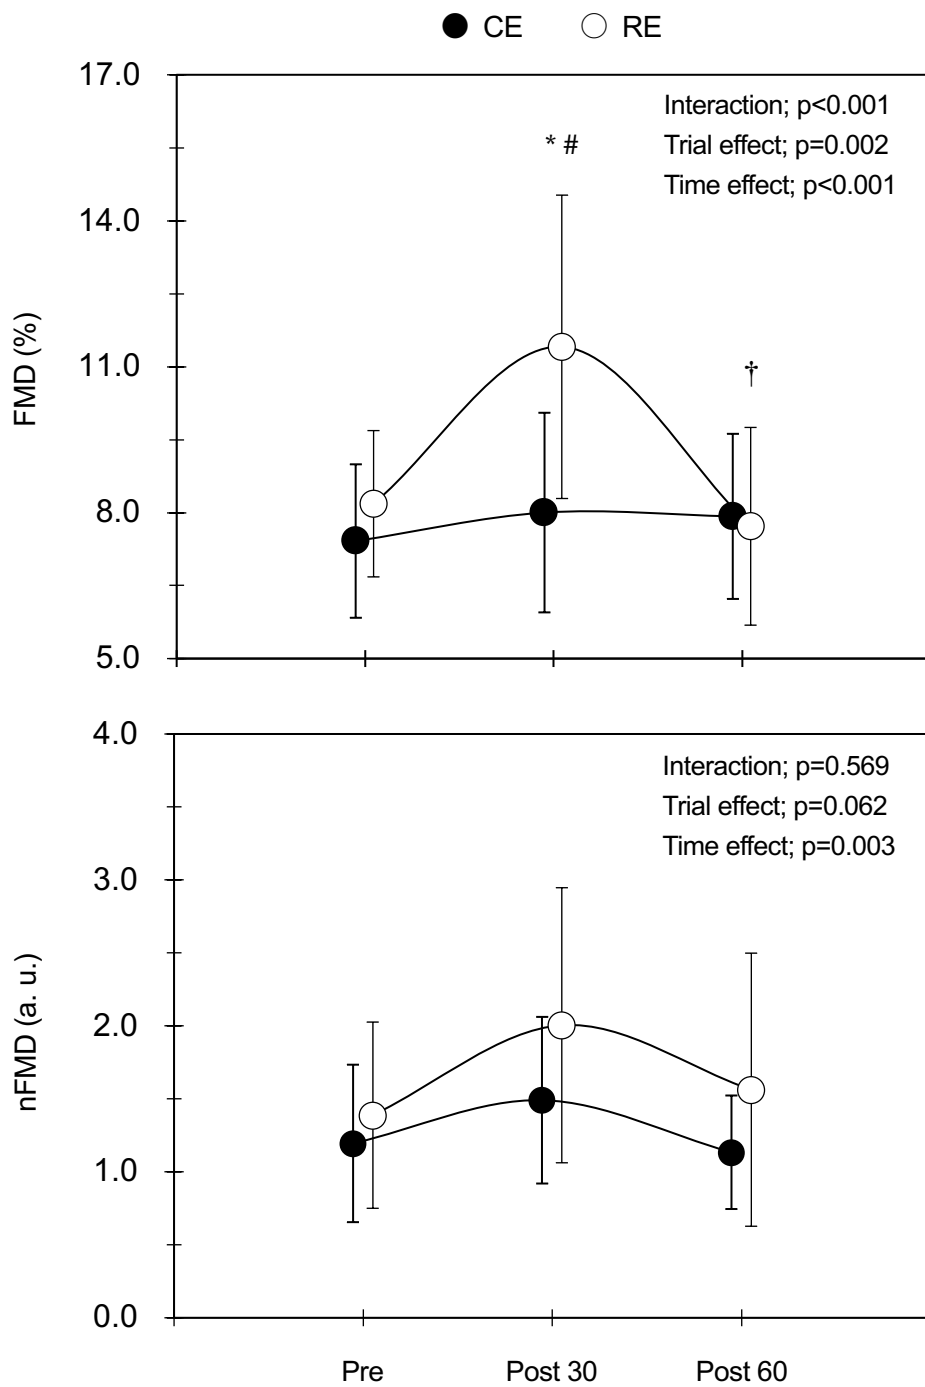 CE RE
17.0
Interaction; p<0.001
* #
Trial effect; p=0.002
Time effect; p<0.001
14.0
FMD (%)
11.0
†
8.0
5.0
4.0
Interaction; p=0.569
Trial effect; p=0.062
Time effect; p=0.003
3.0
nFMD (a. u.)
2.0
1.0
0.0
Pre Post 30 Post 60